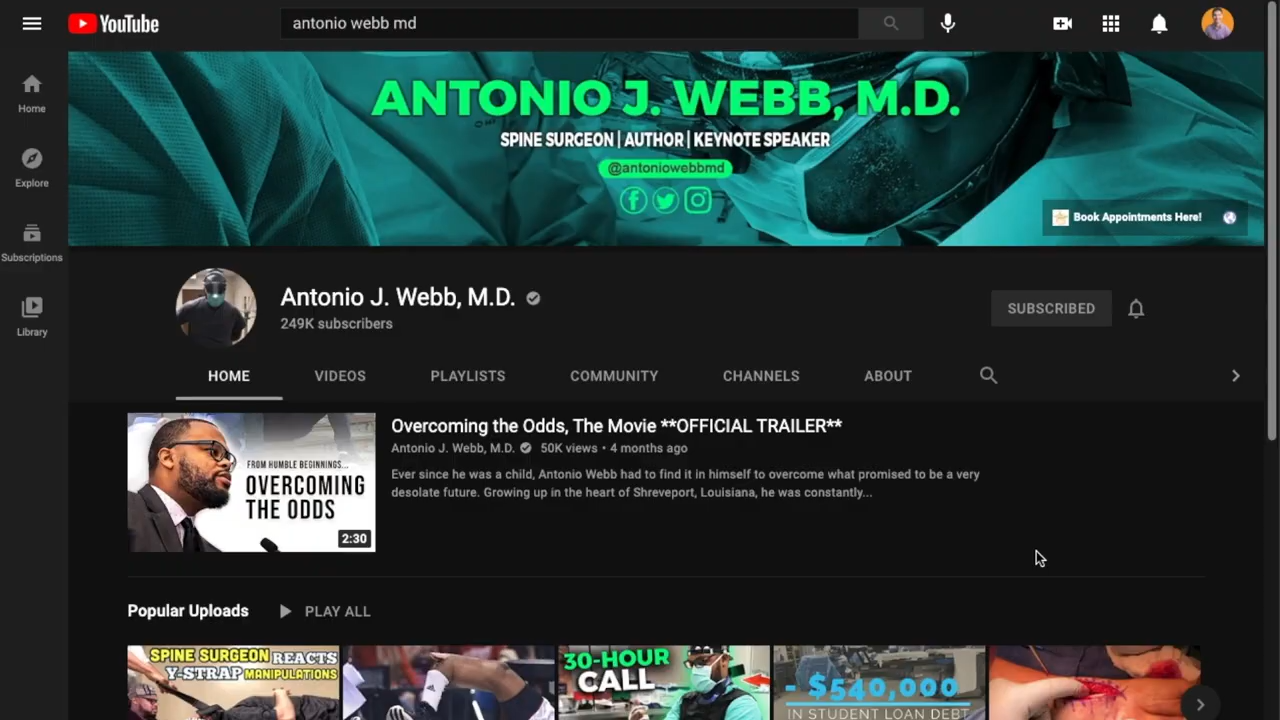 YouTube
antonio webb md
Home
Explore
Subscriptions
Library
ANTONIO J. WEBB, M.D.
SPINE SURGEON | AUTHOR | KEYNOTE SPEAKER
@antoniowebbmd
Book Appointments Here!
Antonio J. Webb, M.D.
249K subscribers
SUBSCRIBED
HOME VIDEOS PLAYLISTS COMMUNITY CHANNELS ABOUT
FROM HUMBLE BEGINNINGS...
OVERCOMING
THE ODDS
2:30
Overcoming the Odds, The Movie **OFFICIAL TRAILER**
Antonio J. Webb, M.D. 50K views • 4 months ago
Ever since he was a child, Antonio Webb had to find it in himself to overcome what promised to be a very
desolate future. Growing up in the heart of Shreveport, Louisiana, he was constantly...
Popular Uploads PLAY ALL
SPINE SURGEON REACTS
Y-STRAP MANIPULATIONS
30-HOUR
CALL
- $540,000
IN STUDENT LOAN DEBT